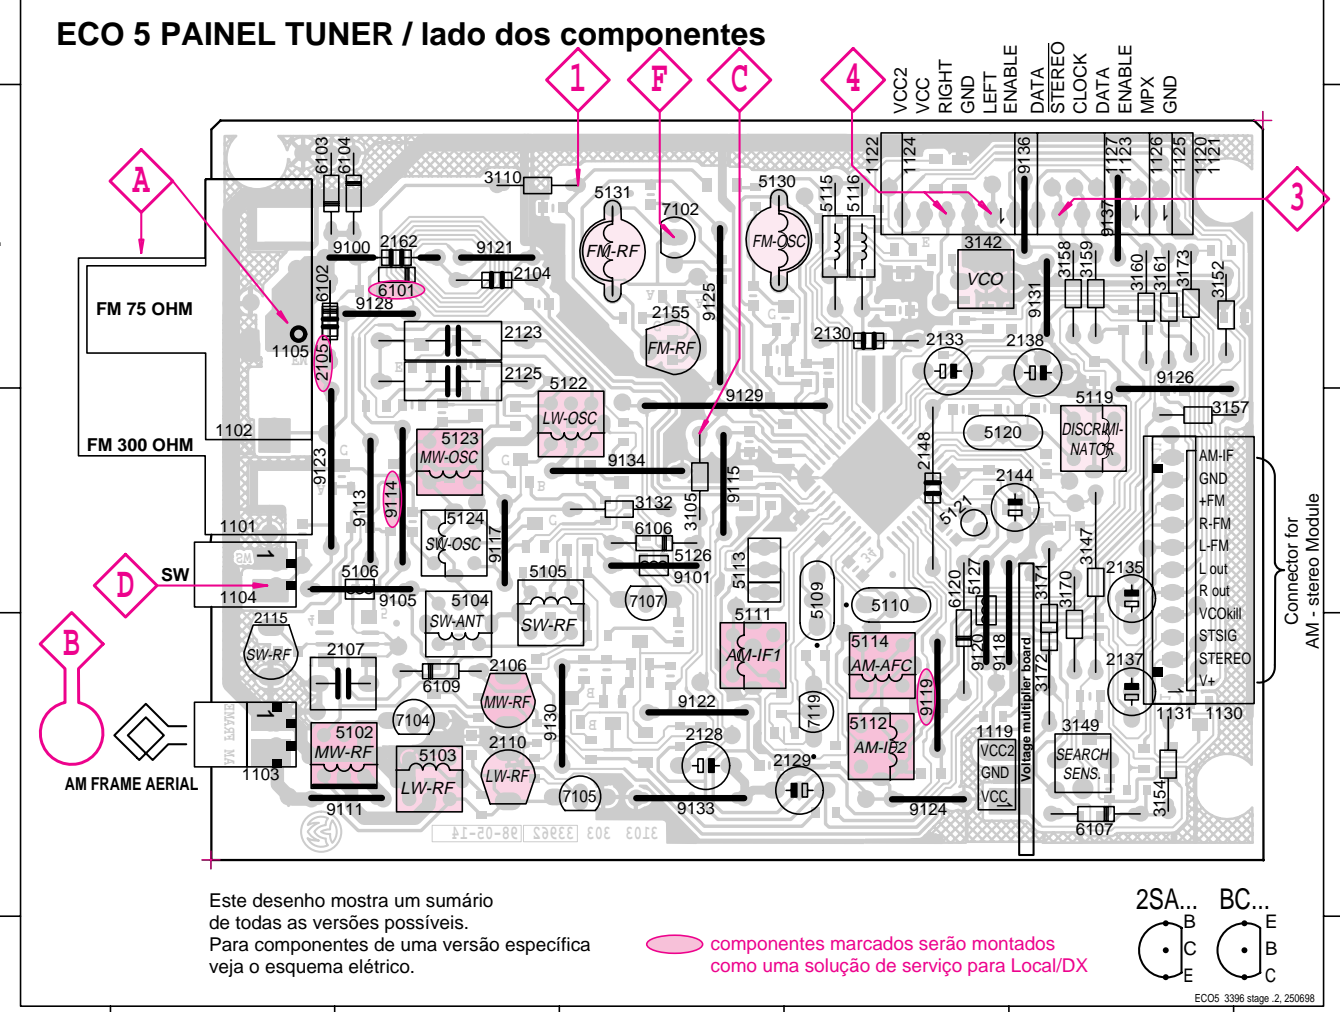 ECO 5 PAINEL TUNER / lado dos componentes
1
F
C
4
VCC2
VCC
RIGHT
GND
LEFT
ENABLE
DATA
STEREO
CLOCK
DATA
ENABLE
MPX
GND
A
3
6103
6104
3110
5131
7102
5130
5115
5116
1122
1124
9136
9137
1127
1123
1126
1125
1120
1121
FM-RF
FM-OSC
9100
2162
9121
2104
6101
6102
9128
9125
3142
VCO
9131
3158
3159
3160
3161
3173
3152
FM 75 OHM
1105
2105
2123
2125
2155
FM-RF
2130
2133
2138
9126
5122
LW-OSC
9129
5119
DISCRIMI-
NATOR
3157
1102
FM 300 OHM
9123
9113
9114
5123
MW-OSC
9134
9115
3105
2148
5120
2144
5121
AM-IF
GND
+FM
R-FM
L-FM
L out
R out
VCOkill
STSIG
STEREO
V+
Connector for
AM - stereo Module
1101
5124
SW-OSC
9117
3132
6106
5126
9101
5113
3147
D
SW
1
1104
5106
9105
5105
SW-RF
7107
5109
5110
6120
5127
9120
9118
3171
3170
3172
2135
2137
B
2115
SW-RF
2107
5104
SW-ANT
6109
2106
MW-RF
5111
AM-IF1
5114
AM-AFC
9119
Voltage multiplier board
1
1131
1130
AM FRAME
1
1103
AM FRAME AERIAL
5102
MW-RF
9111
7104
5103
LW-RF
2110
LW-RF
9130
7105
9122
2128
9133
2129
7119
5112
AM-IF2
9124
1119
VCC2
GND
VCC
3149
SEARCH
SENS.
3154
6107
3103 303 33962 98-05-14
Este desenho mostra um sumário
de todas as versões possíveis.
Para componentes de uma versão específica
veja o esquema elétrico.
componentes marcados serão montados
como uma solução de serviço para Local/DX
2SA...
B
C
E
BC...
E
B
C
ECO5 3396 stage .2, 250698